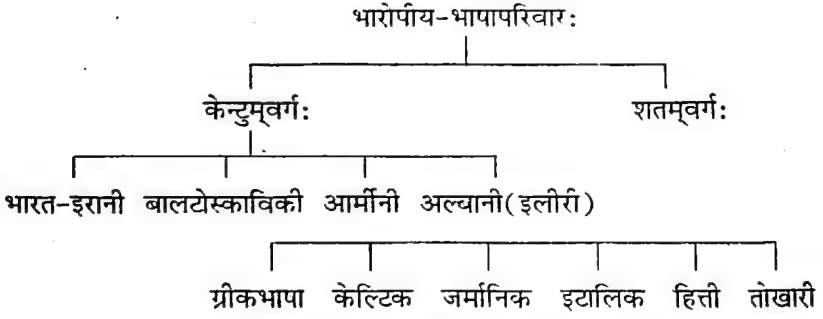 भारोपीय-भाषापरिवार:
केन्टुम्वर्ग: शतम्वर्ग:
भारत-इरानी बालटोस्काविकी आर्मीनी अल्बानी(इलीरी)
ग्रीकभाषा केल्टिक जर्मानिक इटालिक हित्ती तोखारी